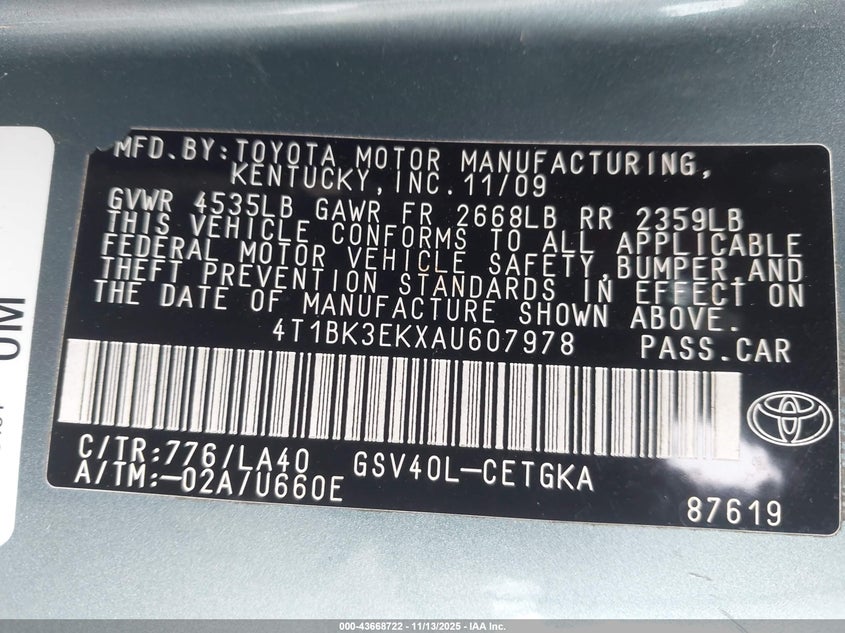 MFD.BY:TOYOTA MOTOR MANUFACTURING,
KENTUCKY,INC.11/09
GVWR 4535LB GAWR FR 2668LB RR 2359LB
THIS VEHICLE CONFORMS TO ALL APPLICABLE
FEDERAL MOTOR VEHICLE SAFETY,BUMPER,AND
THEFT PREVENTION STANDARDS IN EFFECT ON
THE DATE OF MANUFACTURE SHOWN ABOVE.
4T1BK3EKXAU607978 PASS.CAR
C/TR:776/LA40 GSV40L-CETGKA
A/TM:-02A/U660E
87619
000-43668722 - 11/13/2025 - IAA Inc.